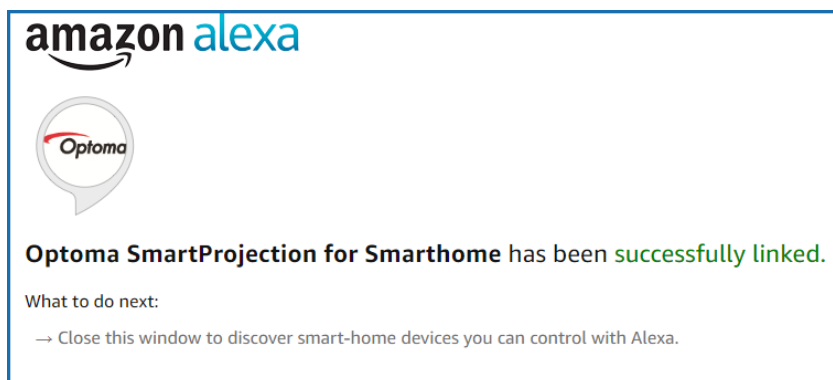 amazon alexa
Optoma
Optoma SmartProjection for Smarthome has been successfully linked.
What to do next:
→ Close this window to discover smart-home devices you can control with Alexa.